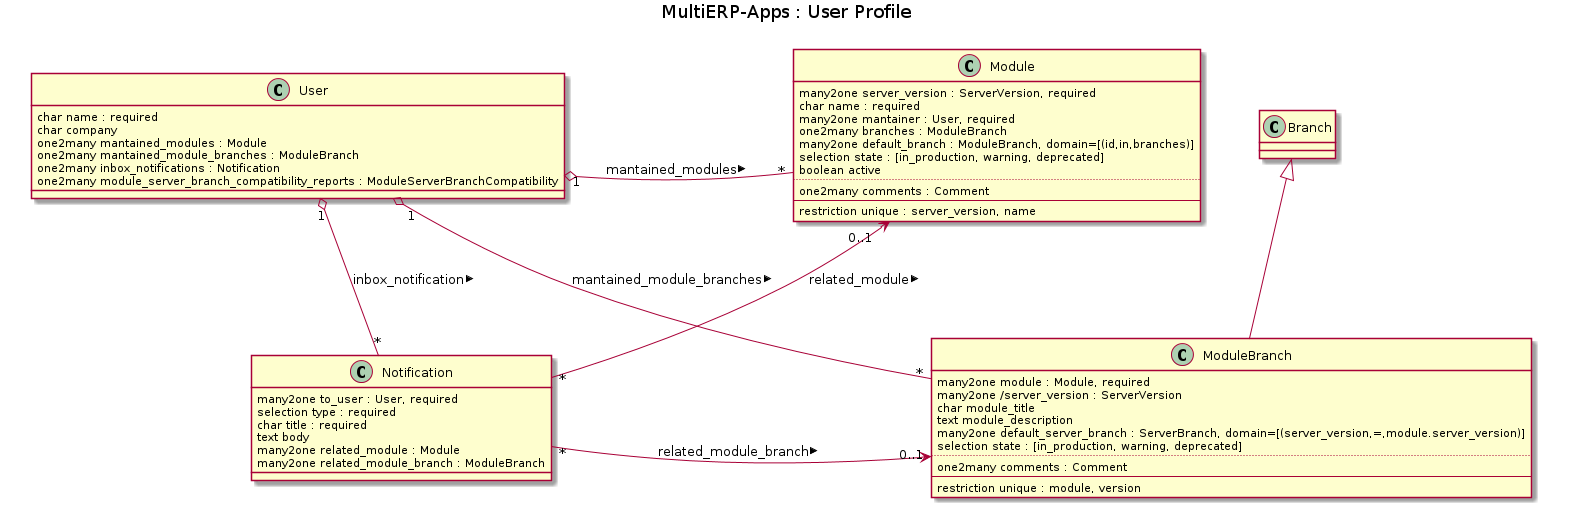 MultiERP-Apps : User Profile
C User
char name : required
char company
one2many mantained_modules : Module
one2many mantained_module_branches : ModuleBranch
one2many inbox_notifications : Notification
one2many module_server_branch_compatibility_reports : ModuleServerBranchCompatibility
C Module
many2one server_version : ServerVersion, required
char name : required
many2one mantainer : User, required
one2many branches : ModuleBranch
many2one default_branch : ModuleBranch, domain=[(id,in,branches)]
selection state : [in_production, warning, deprecated]
boolean active
one2many comments : Comment
restriction unique : server_version, name
C Branch
mantained_modules
1
*
1
1
0..1
inbox_notification
mantained_module_branches
related_module
*
*
*
C Notification
many2one to_user : User, required
selection type : required
char title : required
text body
many2one related_module : Module
many2one related_module_branch : ModuleBranch
C ModuleBranch
many2one module : Module, required
many2one /server_version : ServerVersion
char module_title
text module_description
many2one default_server_branch : ServerBranch, domain=[(server_version,=,module.server_version)]
selection state : [in_production, warning, deprecated]
one2many comments : Comment
restriction unique : module, version
related_module_branch
*
0..1